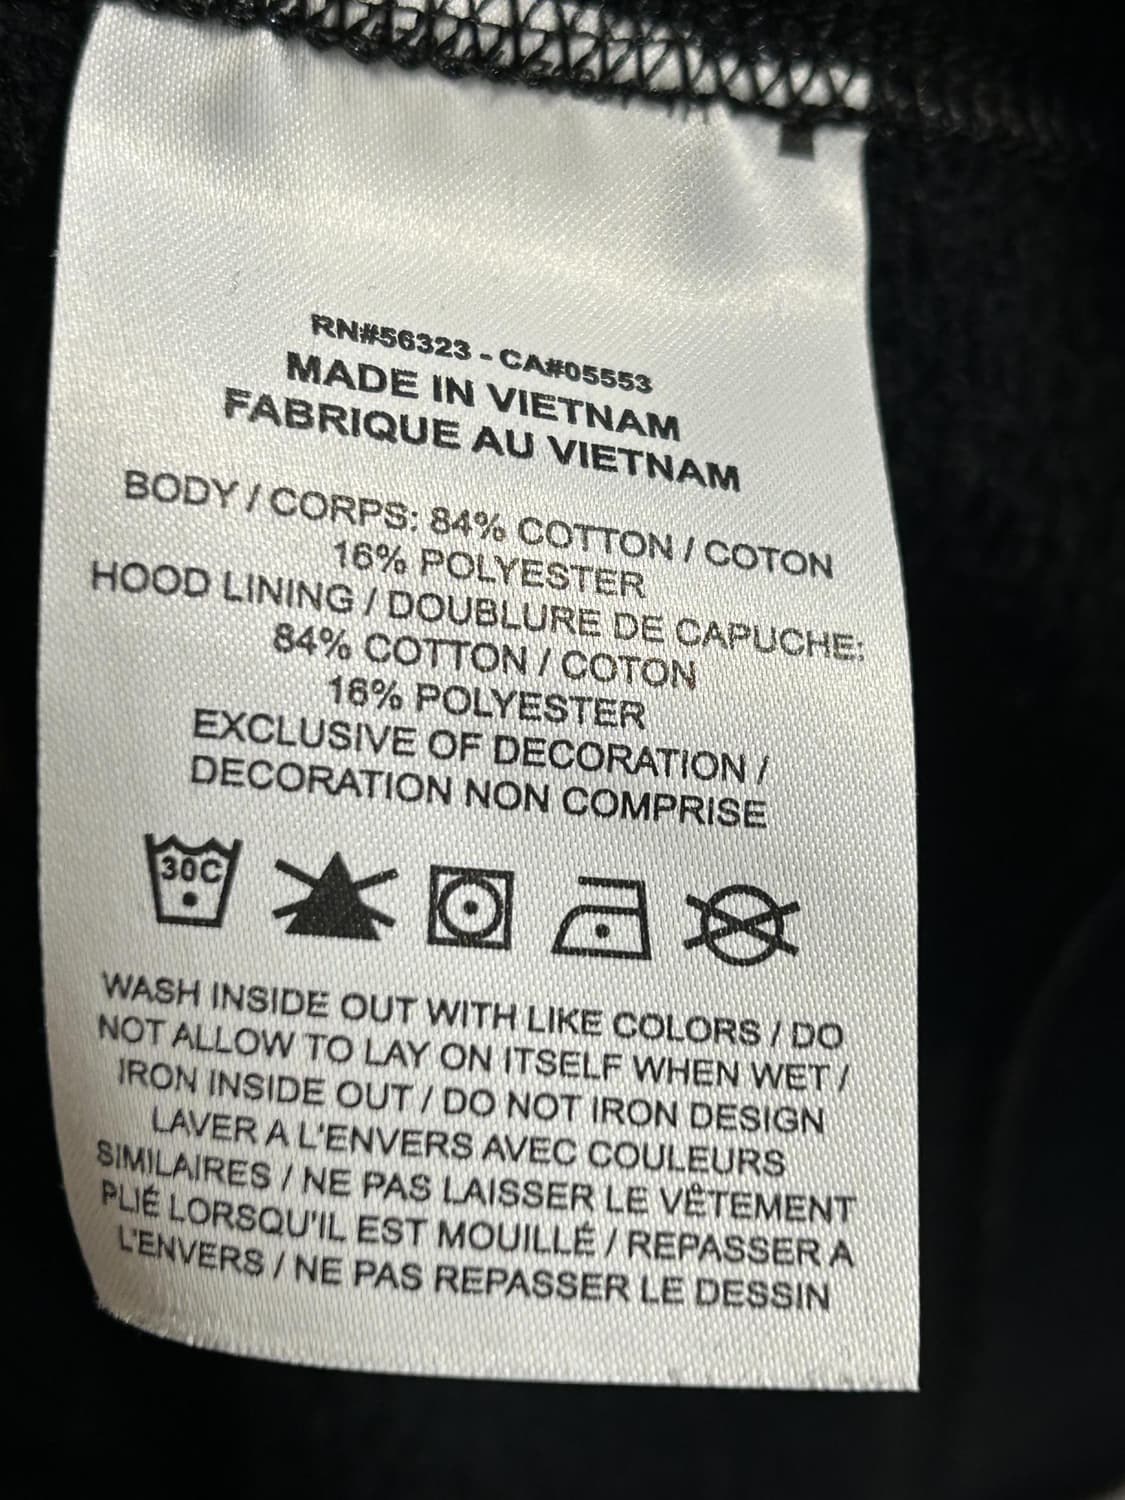 RN#56323 - CA#05553
MADE IN VIETNAM
FABRIQUE AU VIETNAM
BODY / CORPS: 84% COTTON / COTON
16% POLYESTER
HOOD LINING / DOUBLURE DE CAPUCHE:
84% COTTON / COTON
16% POLYESTER
EXCLUSIVE OF DECORATION /
DECORATION NON COMPRISE
30C
WASH INSIDE OUT WITH LIKE COLORS / DO
NOT ALLOW TO LAY ON ITSELF WHEN WET /
IRON INSIDE OUT / DO NOT IRON DESIGN
LAVER A L'ENVERS AVEC COULEURS
SIMILAIRES / NE PAS LAISSER LE VÊTEMENT
PLIÉ LORSQU'IL EST MOUILLÉ / REPASSER A
L'ENVERS / NE PAS REPASSER LE DESSIN